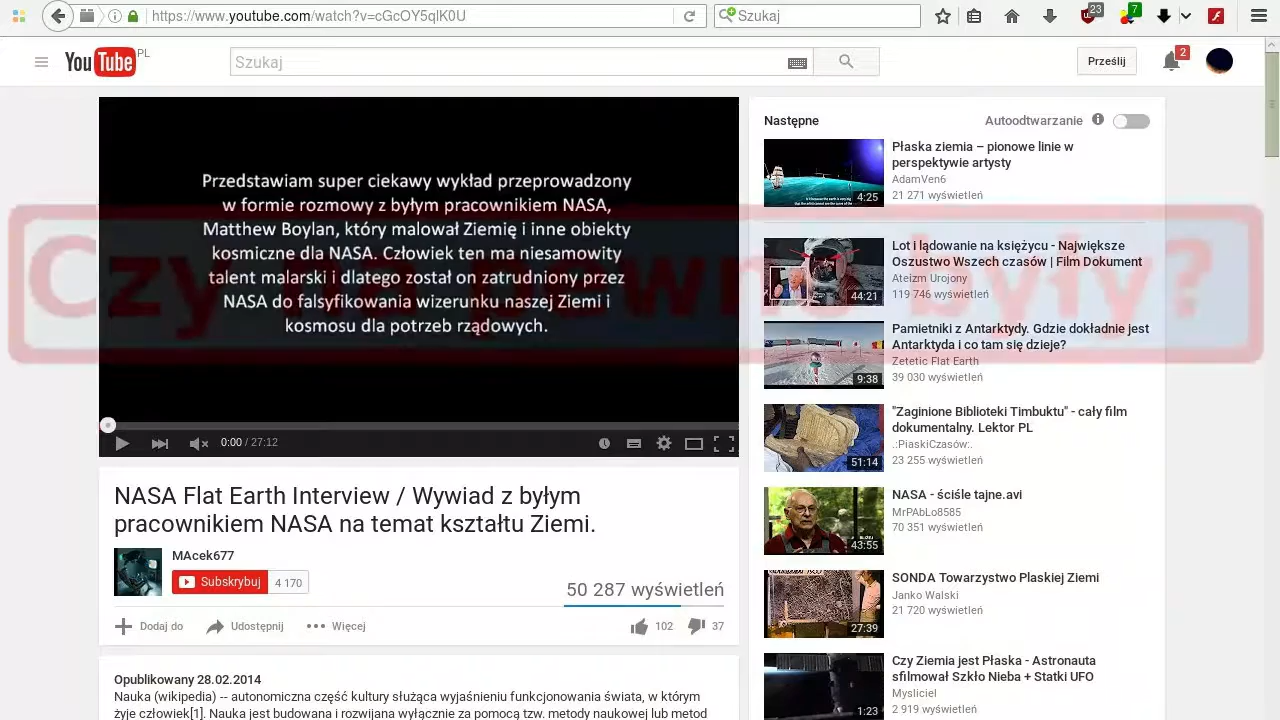 https://www.youtube.com/watch?v=cGcOY5qlK0U
Szukaj
23
7
YouTube PL
Szukaj
Prześlij
2
Przedstawiam super ciekawy wykład przeprowadzony
w formie rozmowy z byłym pracownikiem NASA,
Matthew Boylan, który malował Ziemię i inne obiekty
kosmiczne dla NASA. Człowiek ten ma niesamowity
talent malarski i dlatego został on zatrudniony przez
NASA do falsyfikowania wizerunku naszej Ziemi i
kosmosu dla potrzeb rządowych.
0:00 / 27:12
NASA Flat Earth Interview / Wywiad z byłym
pracownikiem NASA na temat kształtu Ziemi.
MAcek677
Subskrybuj 4 170
50 287 wyświetleń
Dodaj do Udostępnij Więcej
102 37
Opublikowany 28.02.2014
Nauka (wikipedia) -- autonomiczna część kultury służąca wyjaśnieniu funkcjonowania świata, w którym
żyje człowiek[1]. Nauka jest budowana i rozwijana wyłącznie za pomocą tzw. metody naukowej lub metod
Następne
Autoodtwarzanie
Płaska ziemia – pionowe linie w
perspektywie artysty
AdamVen6
21 271 wyświetleń
4:25
Lot i lądowanie na księżycu - Największe
Oszustwo Wszech czasów | Film Dokument
Ateizm Urojony
119 746 wyświetleń
44:21
Pamietniki z Antarktydy. Gdzie dokładnie jest
Antarktyda i co tam się dzieje?
Zetetic Flat Earth
39 030 wyświetleń
9:38
"Zaginione Biblioteki Timbuktu" - cały film
dokumentalny. Lektor PL
.:PiaskiCzasów:.
23 255 wyświetleń
51:14
NASA - ściśle tajne.avi
MrPAbLo8585
70 351 wyświetleń
43:55
SONDA Towarzystwo Plaskiej Ziemi
Janko Walski
21 720 wyświetleń
27:39
Czy Ziemia jest Płaska - Astronauta
sfilmował Szkło Nieba + Statki UFO
Mysliciel
2 919 wyświetleń
1:23
Czy były?